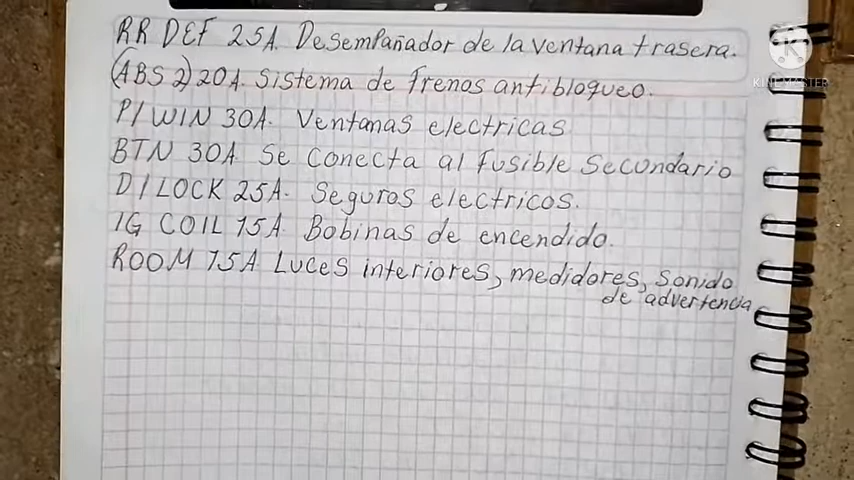 RR DEF 25A. Desempañador de la ventana trasera.
(ABS 2) 20A. Sistema de frenos antibloqueo.
P/WIN 30A. Ventanas electricas
BTN 30A. Se conecta al fusible secundario
D/LOCK 25A. Seguros electricos.
IG COIL 15A. Bobinas de encendido.
ROOM 15A Luces interiores, medidores, sonido
de advertencia
KINEMASTER